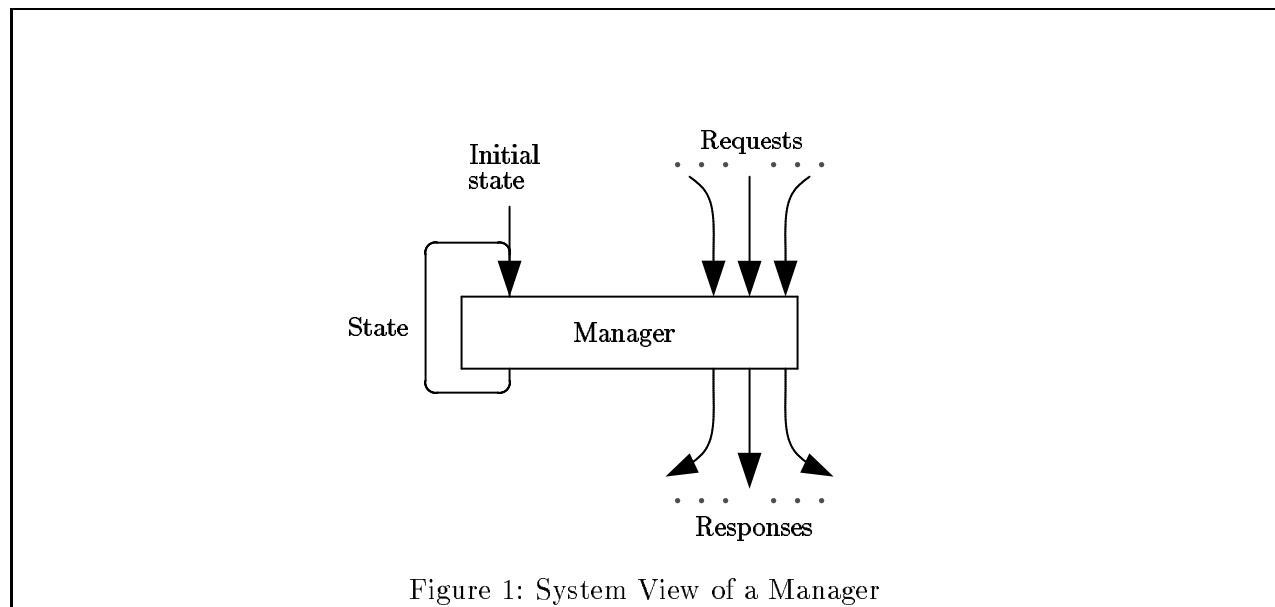 Requests
Initial
state
State
Manager
Responses
Figure 1: System View of a Manager